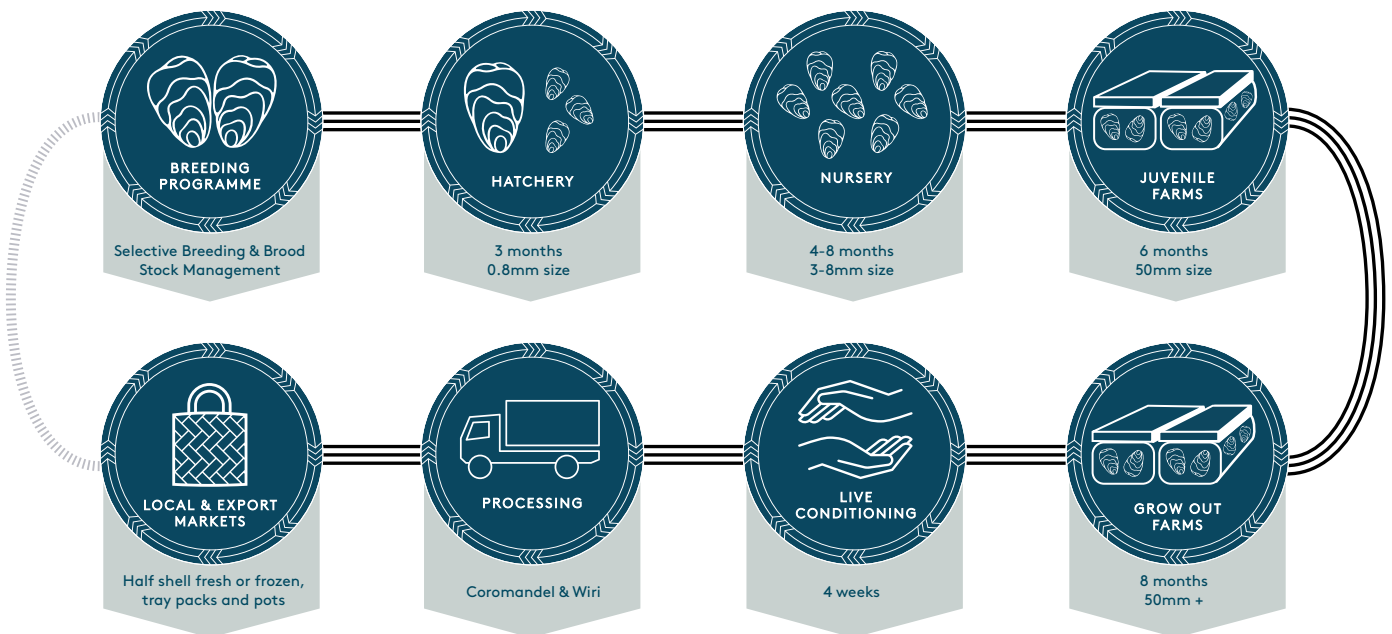 BREEDING
PROGRAMME
Selective Breeding & Brood
Stock Management
HATCHERY
3 months
0.8mm size
NURSERY
4-8 months
3-8mm size
JUVENILE
FARMS
6 months
50mm size
LOCAL & EXPORT
MARKETS
Half shell fresh or frozen,
tray packs and pots
PROCESSING
Coromandel & Wiri
LIVE
CONDITIONING
4 weeks
GROW OUT
FARMS
8 months
50mm +